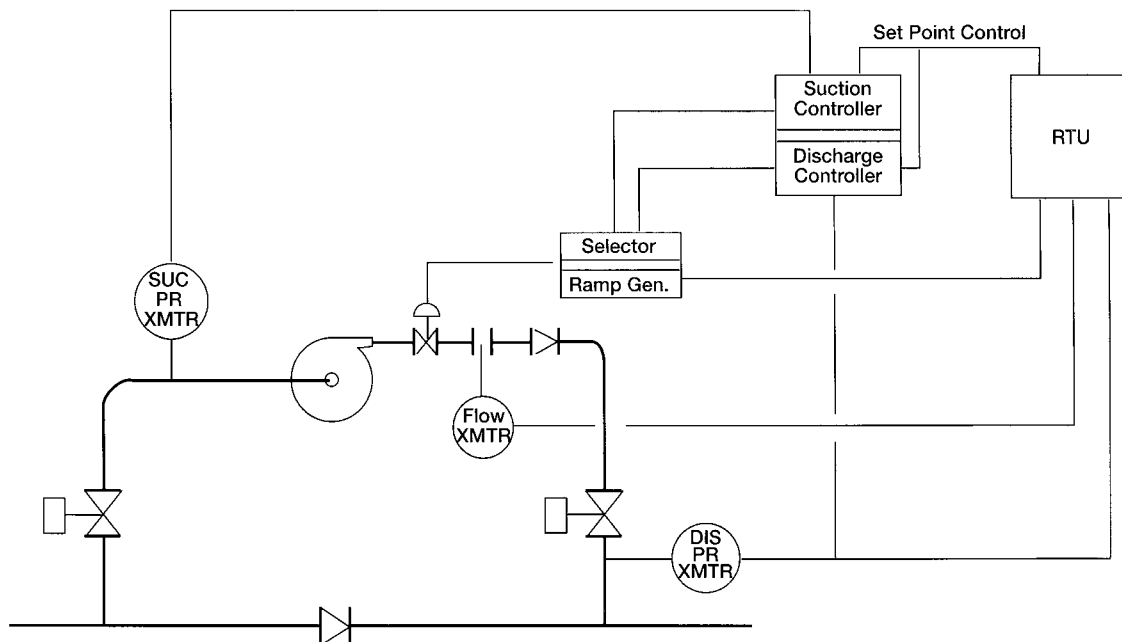 Set Point Control
Suction
Controller
RTU
Discharge
Controller
Selector
Ramp Gen.
SUC
PR
XMTR
Flow
XMTR
DIS
PR
XMTR